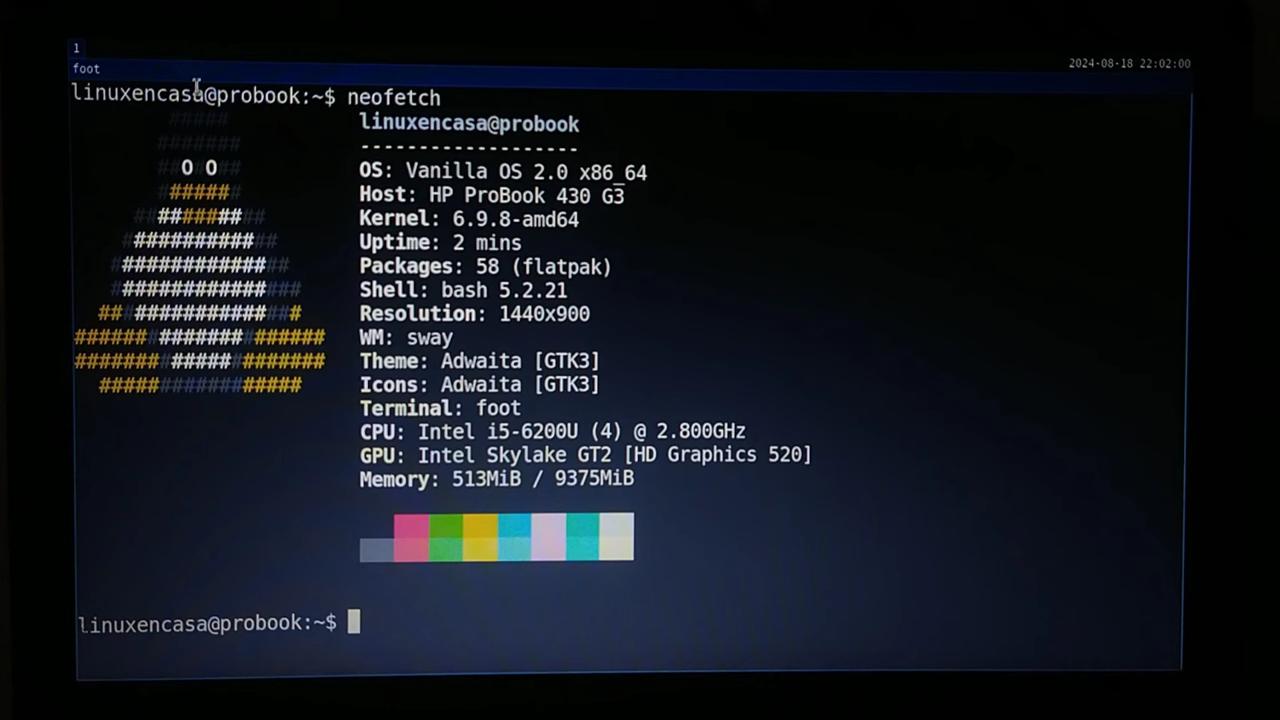 1
foot
2024-08-18 22:02:00
linuxencasa@probook:~$ neofetch
linuxencasa@probook
-------------------
OS: Vanilla OS 2.0 x86_64
Host: HP ProBook 430 G3
Kernel: 6.9.8-amd64
Uptime: 2 mins
Packages: 58 (flatpak)
Shell: bash 5.2.21
Resolution: 1440x900
WM: sway
Theme: Adwaita [GTK3]
Icons: Adwaita [GTK3]
Terminal: foot
CPU: Intel i5-6200U (4) @ 2.800GHz
GPU: Intel Skylake GT2 [HD Graphics 520]
Memory: 513MiB / 9375MiB
linuxencasa@probook:~$